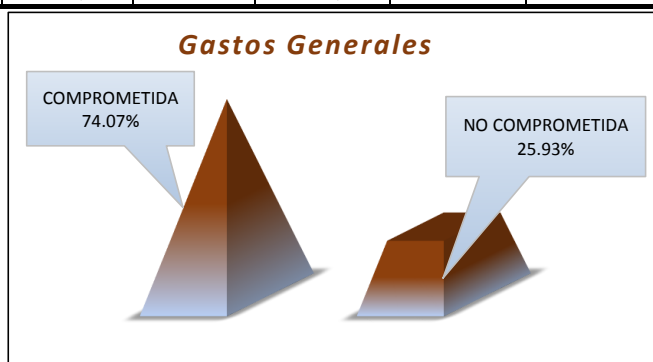 Gastos Generales
COMPROMETIDA
74.07%
NO COMPROMETIDA
25.93%